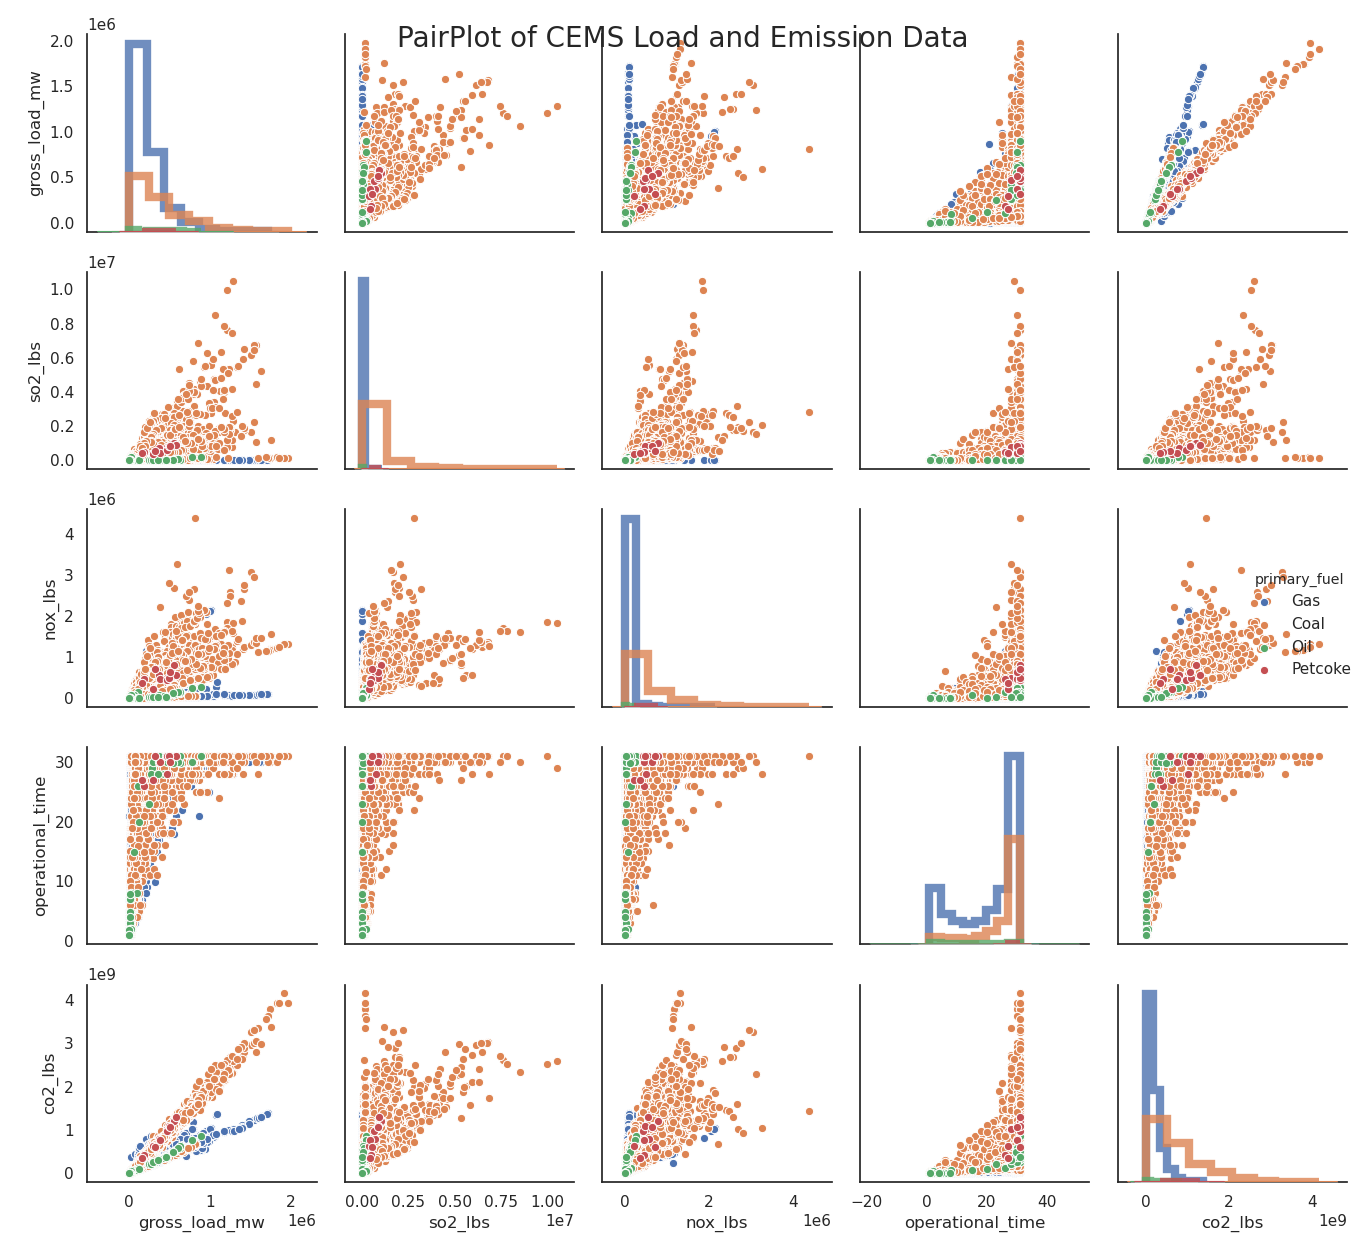 PairPlot of CEMS Load and Emission Data
1e6
2.0
1.5
1.0
0.5
0.0
gross_load_mw
1e7
1.0
0.8
0.6
0.4
0.2
0.0
so2_lbs
1e6
4
3
2
1
0
nox_lbs
primary_fuel
Gas
Coal
Oil
Petcoke
30
20
10
0
operational_time
1e9
4
3
2
1
0
co2_lbs
0 1 2
1e6
gross_load_mw
0.00 0.25 0.50 0.75 1.00
1e7
so2_lbs
0 2 4
1e6
nox_lbs
−20 0 20 40
operational_time
0 2 4
1e9
co2_lbs